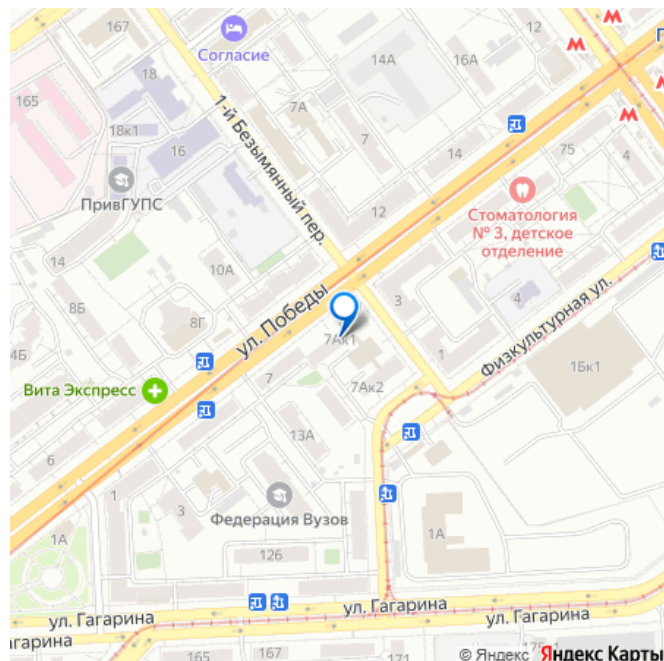 167
Согласие
14А
16А
П
165
18
7А
1-й Безымянный пер.
7
18к1
16
14
75
4
ПривГУПС
12
Стоматология
№ 3, детское
отделение
14
10А
8Б
8Г
ул. Победы
3
4
4Б
7Ак1
1
Физкультурная ул.
1Бк1
Вита Экспресс
7
7Ак2
13А
6
1
3
Федерация Вузов
1А
1А
126
ул. Гагарина
ул. Гагарина
ул. Гагарина
агарина
165
167
171
© Яндекс Яндекс Карты